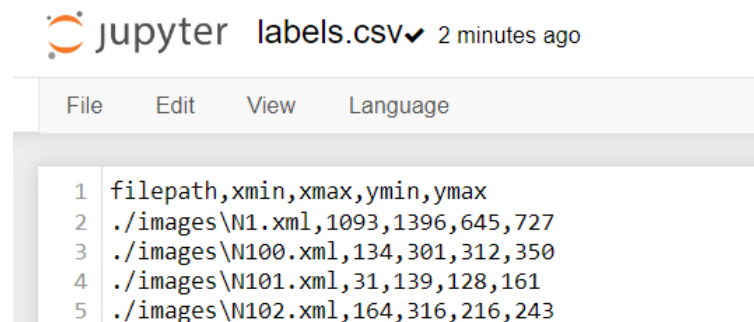 jupyter labels.csv✔ 2 minutes ago
File Edit View Language
1 filepath,xmin,xmax,ymin,ymax
2 ./images\N1.xml,1093,1396,645,727
3 ./images\N100.xml,134,301,312,350
4 ./images\N101.xml,31,139,128,161
5 ./images\N102.xml,164,316,216,243